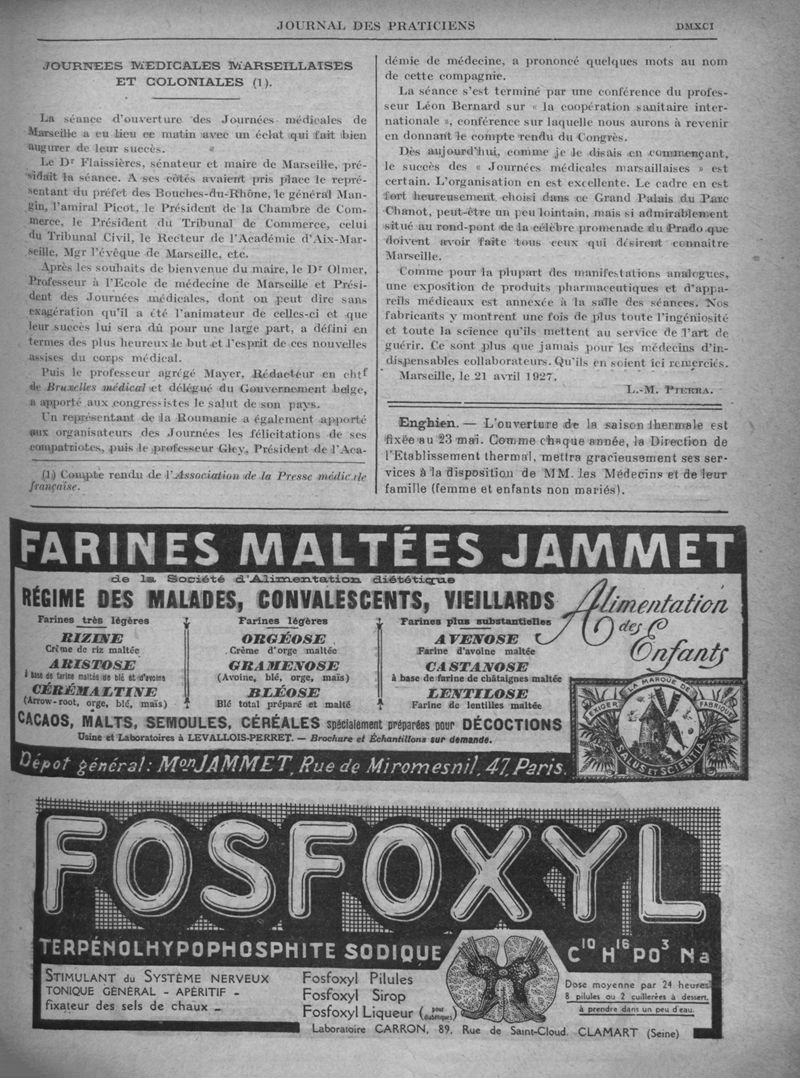 JOURNAL DES PRATICIENS
DMXCI
JOURNEES MEDICALES MARSEILLAISES
ET COLONIALES (1).
La séance d'ouverture des Journées médicales de
Marseille a eu lieu ce matin avec un éclat qui fait bien
augurer de leur succès.
Le Dr Flaissières, sénateur et maire de Marseille, pré-
sidait la séance. A ses côtés avaient pris place le repré-
sentant du préfet des Bouches-du-Rhône, le général Man-
gin, l'amiral Picot, le Président de la Chambre de Com-
merce, le Président du Tribunal de Commerce, celui
du Tribunal Civil, le Recteur de l'Académie d'Aix-Mar-
seille, Mgr l'évêque de Marseille, etc.
Après les souhaits de bienvenue du maire, le Dr Olmer,
Professeur à l'Ecole de médecine de Marseille et Prési-
dent des Journées médicales, dont on peut dire sans
exagération qu'il a été l'animateur de celles-ci et que
leur succès lui sera dû pour une large part, a défini en
termes des plus heureux le but et l'esprit de ces nouvelles
assises du corps médical.
Puis le professeur agrégé Mayer, Rédacteur en chef
de Bruxelles médical et délégué du Gouvernement belge,
a apporté aux congressistes le salut de son pays.
Un représentant de la Roumanie a également apporté
aux organisateurs des Journées les félicitations de ses
compatriotes, puis le professeur Gley, Président de l'Aca-
(1) Compte rendu de l'Association de la Presse médicale
française.
démie de médecine, a prononcé quelques mots au nom
de cette compagnie.
La séance s'est terminé par une conférence du profes-
seur Léon Bernard sur « la coopération sanitaire inter-
nationale », conférence sur laquelle nous aurons à revenir
en donnant le compte rendu du Congrès.
Dès aujourd'hui, comme je le disais en commençant,
le succès des « Journées médicales marsaillaises » est
certain. L'organisation en est excellente. Le cadre en est
fort heureusement choisi dans ce Grand Palais du Parc
Chanot, peut-être un peu lointain, mais si admirablement
situé au rond-pont de la célèbre promenade du Prado que
doivent avoir faite tous ceux qui désirent connaitre
Marseille.
Comme pour la plupart des manifestations analogues,
une exposition de produits pharmaceutiques et d'appa-
reils médicaux est annexée à la salle des séances. Nos
fabricants y montrent une fois de plus toute l'ingéniosité
et toute la science qu'ils mettent au service de l'art de
guérir. Ce sont plus que jamais pour les médecins d'in-
dispensables collaborateurs. Qu'ils en soient ici remerciés.
Marseille, le 21 avril 1927.
L.-M. PIERRA.
Enghien. — L'ouverture de la saison thermale est
fixée au 23 mai. Comme chaque année, la Direction de
l'Etablissement thermal, mettra gracieusement ses ser-
vices à la disposition de MM. les Médecins et de leur
famille (femme et enfants non mariés).
FARINES MALTÉES JAMMET
de la Société d'Alimentation diététique
RÉGIME DES MALADES, CONVALESCENTS, VIEILLARDS
Alimentation
des
Enfants
Farines très légères
RIZINE
Crème de riz maltée
ARISTOSE
à base de farine maltée de blé et d'avoine
CÉRÉMALTINE
(Arrow-root, orge, blé, maïs)
Farines légères
ORGÉOSE
Crème d'orge maltée
GRAMENOSE
(Avoine, blé, orge, maïs)
BLÉOSE
Blé total préparé et malté
Farines plus substantielles
AVENOSE
Farine d'avoine maltée
CASTANOSE
à base de farine de châtaignes maltée
LENTILOSE
Farine de lentilles maltée
CACAOS, MALTS, SEMOULES, CÉRÉALES spécialement préparées pour DÉCOCTIONS
Usine et Laboratoires à LEVALLOIS-PERRET. — Brochure et Échantillons sur demande.
EXIGER LA MARQUE DE FABRIQUE
SALUS ET SCIENTIA
Dépot général: Mon JAMMET, Rue de Miromesnil, 47, Paris.
FOSFOXYL
TERPÉNOLHYPOPHOSPHITE SODIQUE
C10 H16 PO3 Na
STIMULANT du SYSTÈME NERVEUX
TONIQUE GÉNÉRAL - APÉRITIF -
fixateur des sels de chaux -
Fosfoxyl Pilules
Fosfoxyl Sirop
Fosfoxyl Liqueur (pour diabétiques)
Dose moyenne par 24 heures
8 pilules ou 2 cuillerées à dessert.
à prendre dans un peu d'eau.
Laboratoire CARRON, 89, Rue de Saint-Cloud, CLAMART (Seine)